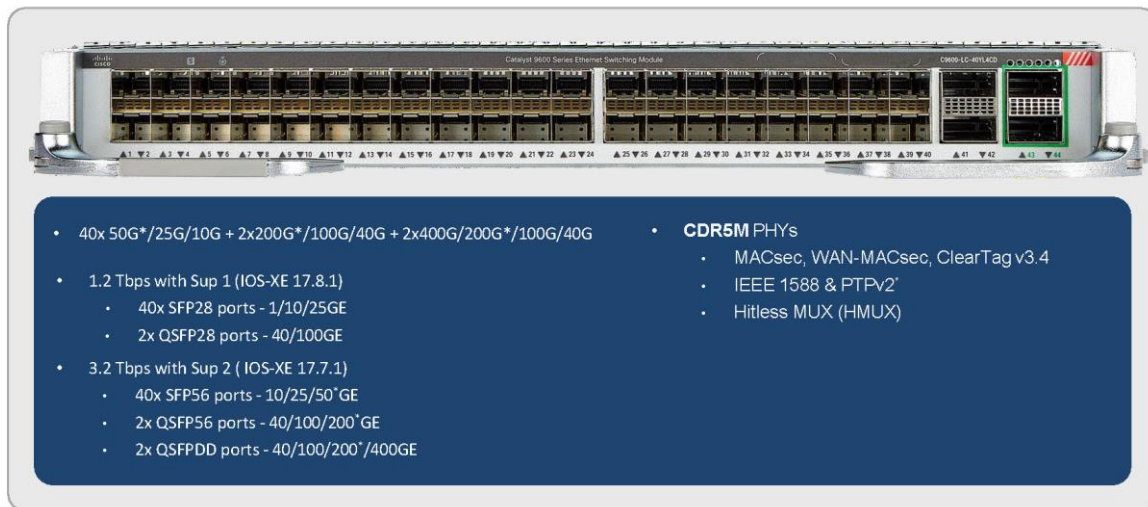 cisco
Catalyst 9600 Series Ethernet Switching Module
C9600-LC-40YL4CD
▲1 ▼2 ▲3 ▼4 ▲5 ▼6 ▲7 ▼8 ▲9 ▼10 ▲11 ▼12 ▲13 ▼14 ▲15 ▼16 ▲17 ▼18 ▲19 ▼20 ▲21 ▼22 ▲23 ▼24 ▲25 ▼26 ▲27 ▼28 ▲29 ▼30 ▲31 ▼32 ▲33 ▼34 ▲35 ▼36 ▲37 ▼38 ▲39 ▼40 ▲41 ▼42 ▲43 ▼44
• 40x 50G*/25G/10G + 2x200G*/100G/40G + 2x400G/200G*/100G/40G
• 1.2 Tbps with Sup 1 (IOS-XE 17.8.1)
• 40x SFP28 ports - 1/10/25GE
• 2x QSFP28 ports - 40/100GE
• 3.2 Tbps with Sup 2 ( IOS-XE 17.7.1)
• 40x SFP56 ports - 10/25/50*GE
• 2x QSFP56 ports - 40/100/200*GE
• 2x QSFPDD ports - 40/100/200*/400GE
• CDR5M PHYs
• MACsec, WAN-MACsec, ClearTag v3.4
• IEEE 1588 & PTPv2*
• Hitless MUX (HMUX)